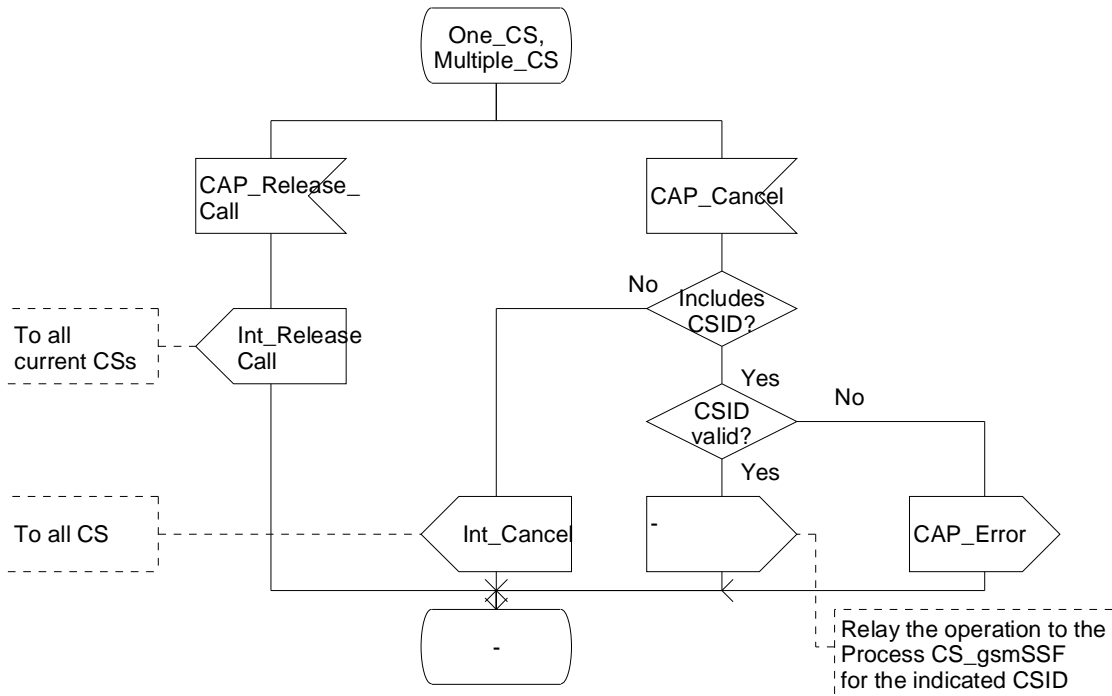 One_CS,
Multiple_CS
CAP_Release_
Call
CAP_Cancel
No
Includes
CSID?
To all
current CSs
Int_Release
Call
Yes
No
CSID
valid?
Yes
To all CS
Int_Cancel
-
CAP_Error
-
Relay the operation to the
Process CS_gsmSSF
for the indicated CSID